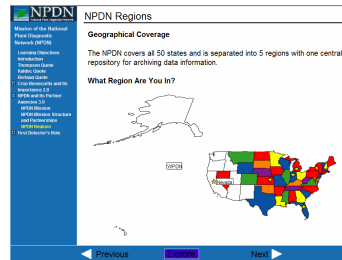 NPDN
National Plant Diagnostic Network
NPDN Regions
Mission of the National
Plant Diagnostic
Network (NPDN)
Learning Objectives
Introduction
Thompson Quote
Kaldec Quote
Barbaux Quote
Crop Biosecurity and its
Importance 2.0
NPDN and its Partner
Agencies 3.0
NPDN Mission
NPDN Mission Structure
and Partnerships
NPDN Regions
First Detector's Role
Geographical Coverage
The NPDN covers all 50 states and is separated into 5 regions with one central
repository for archiving data information.
What Region Are You In?
WPDN
Nevada
Previous
Explore
Next